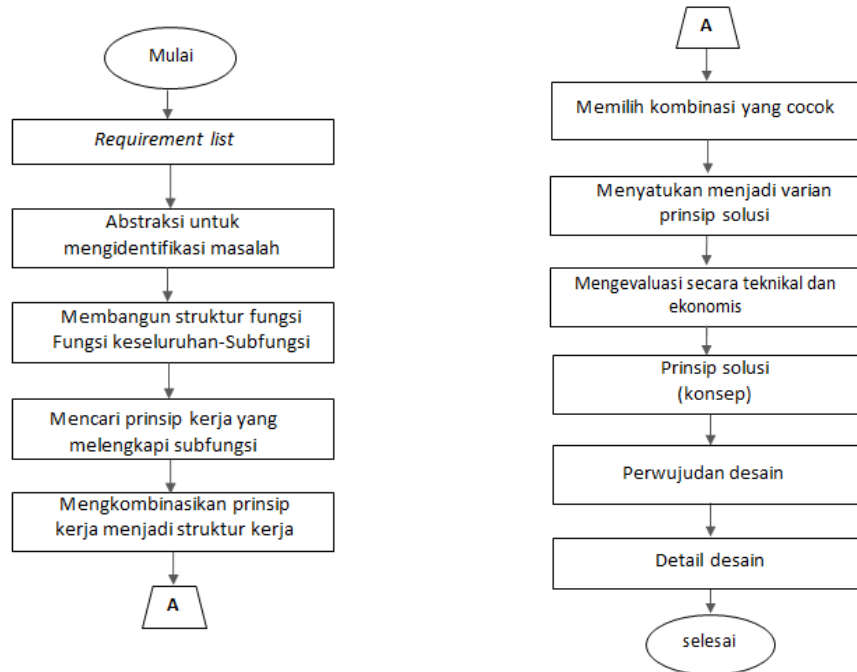 Mulai
Requirement list
Abstraksi untuk
mengidentifikasi masalah
Membangun struktur fungsi
Fungsi keseluruhan-Subfungsi
Mencari prinsip kerja yang
melengkapi subfungsi
Mengkombinasikan prinsip
kerja menjadi struktur kerja
A
A
Memilih kombinasi yang cocok
Menyatukan menjadi varian
prinsip solusi
Mengevaluasi secara teknikal dan
ekonomis
Prinsip solusi
(konsep)
Perwujudan desain
Detail desain
selesai